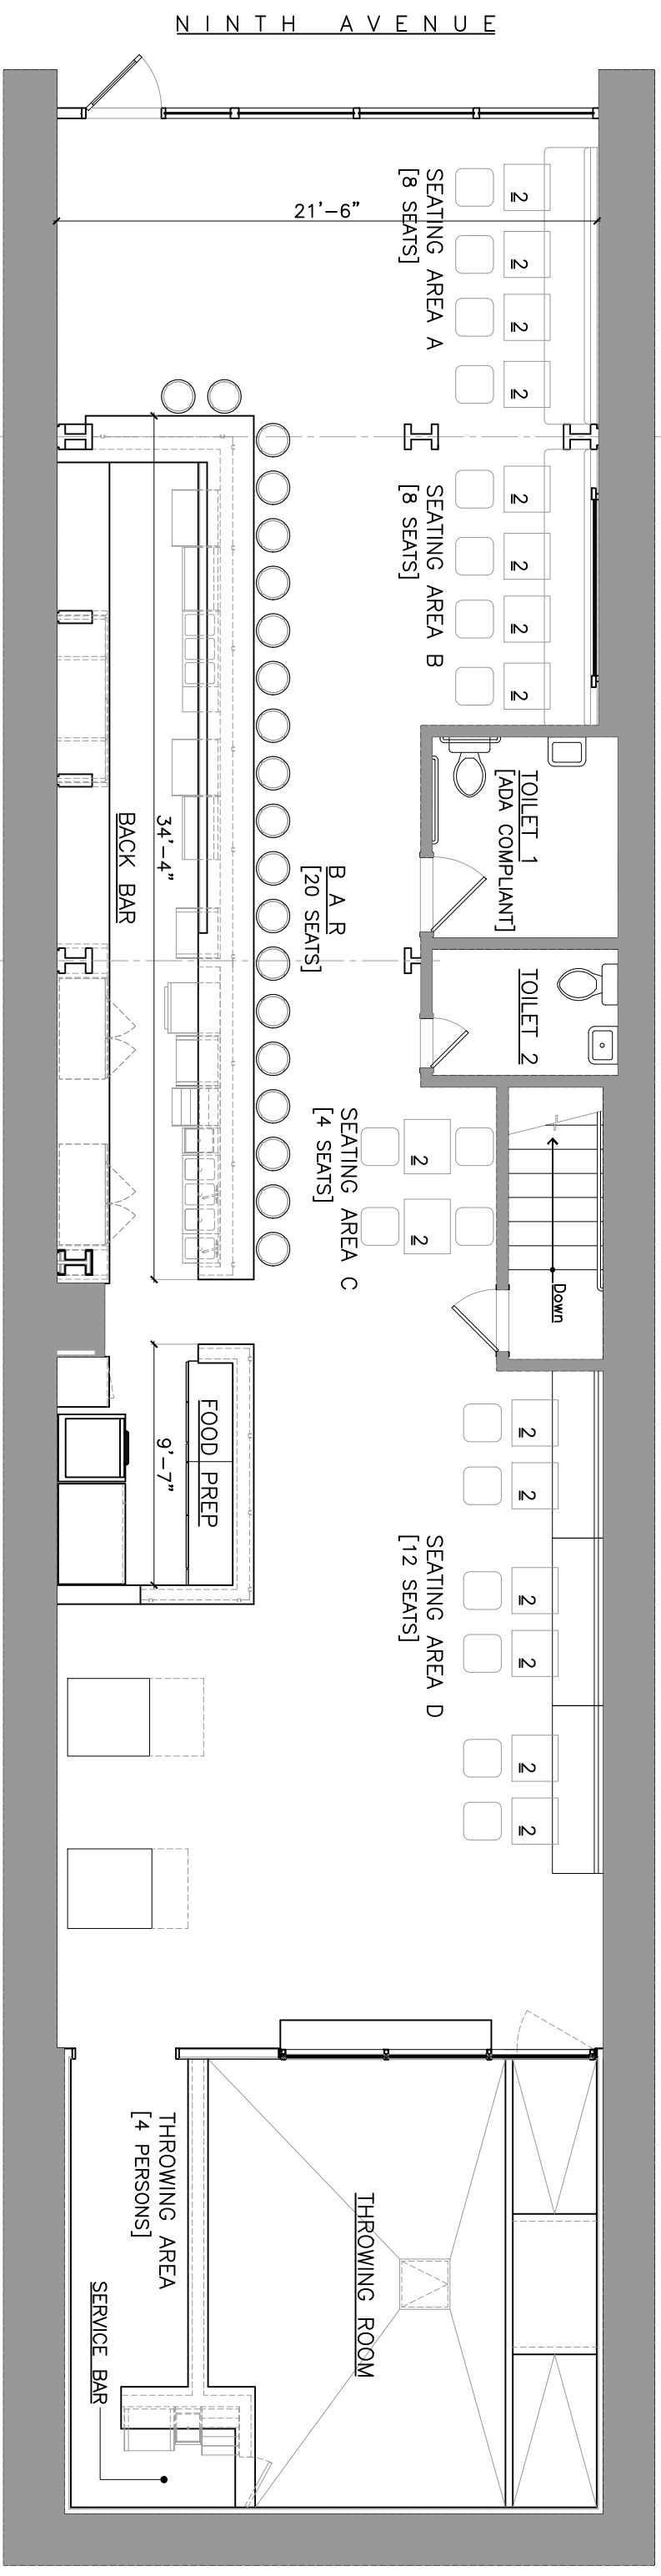 NINTH AVENUE
21'-6"
SEATING AREA A
[8 SEATS]
2
2
2
2
SEATING AREA B
[8 SEATS]
2
2
2
2
TOILET 1
[ADA COMPLIANT]
BACK BAR
34'-4"
BAR
[20 SEATS]
TOILET 2
SEATING AREA C
[4 SEATS]
2
2
Down
FOOD PREP
9'-7"
SEATING AREA D
[12 SEATS]
2
2
2
2
2
2
THROWING AREA
[4 PERSONS]
THROWING ROOM
SERVICE BAR